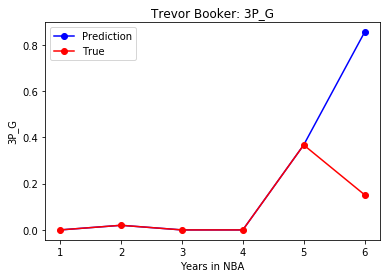 Trevor Booker: 3P_G
Prediction
True
3P_G
0.8
0.6
0.4
0.2
0.0
1 2 3 4 5 6
Years in NBA